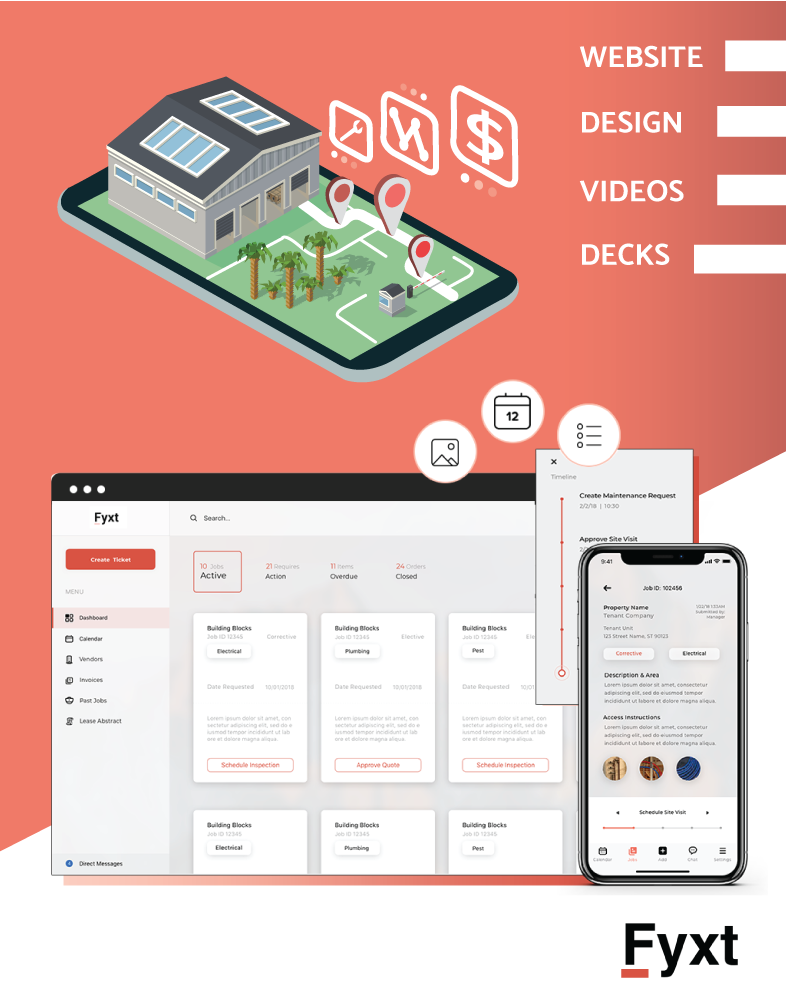 WEBSITE
DESIGN
VIDEOS
DECKS
$
12
Fyxt
Search...
Create Ticket
MENU
Dashboard
Calendar
Vendors
Invoices
Past Jobs
Lease Abstract
Direct Messages
10 Jobs
Active
21 Requires
Action
11 Items
Overdue
24 Orders
Closed
Building Blocks
Job ID 12345 Corrective
Electrical
Date Requested 10/01/2018
Lorem ipsum dolor sit amet, con
sectetur adipiscing elit, sed do e
iusmod tempor incididunt ut lab
ore et dolore magna aliqua.
Schedule Inspection
Building Blocks
Job ID 12345 Elective
Plumbing
Date Requested 10/01/2018
Lorem ipsum dolor sit amet, con
sectetur adipiscing elit, sed do e
iusmod tempor incididunt ut lab
ore et dolore magna aliqua.
Approve Quote
Building Blocks
Job ID 12345 Ele
Pest
Date Requested 10/01/2018
Lorem ipsum dolor sit amet, con
sectetur adipiscing elit, sed do e
iusmod tempor incididunt ut lab
ore et dolore magna aliqua.
Schedule Inspection
Building Blocks
Job ID 12345
Electrical
Building Blocks
Job ID 12345
Plumbing
Building Blocks
Job ID 12345
Pest
Timeline
Create Maintenance Request
2/2/18 | 10:30
Approve Site Visit
2/2
9:41
Job ID: 102456
Property Name
Tenant Company
Submitted by:
Manager
Tenant Unit
123 Street Name, ST 90123
Corrective
Electrical
Description & Area
Lorem ipsum dolor sit amet, consectetur
adipiscing elit, sed do eiusmod tempor
incididunt ut labore et dolore magna aliqua.
Access Instructions
Lorem ipsum dolor sit amet, consectetur
adipiscing elit, sed do eiusmod tempor
incididunt ut labore et dolore magna aliqua.
Schedule Site Visit
Calendar
Jobs
Add
Chat
Settings
Fyxt